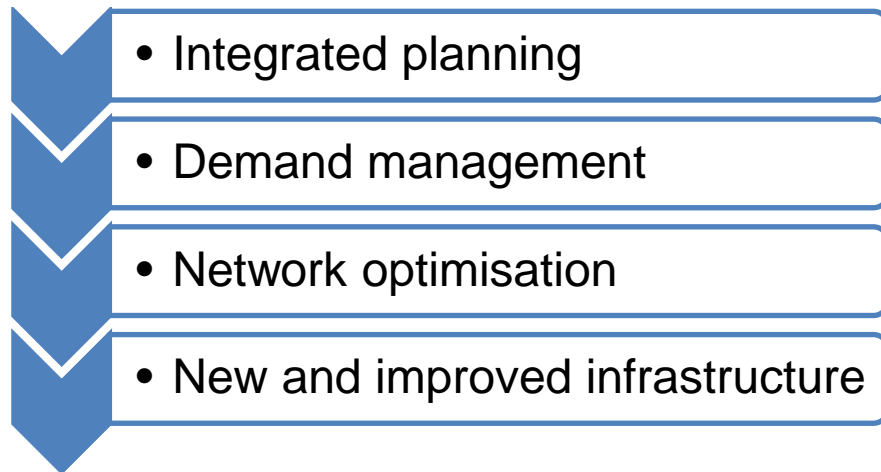 • Integrated planning
• Demand management
• Network optimisation
• New and improved infrastructure